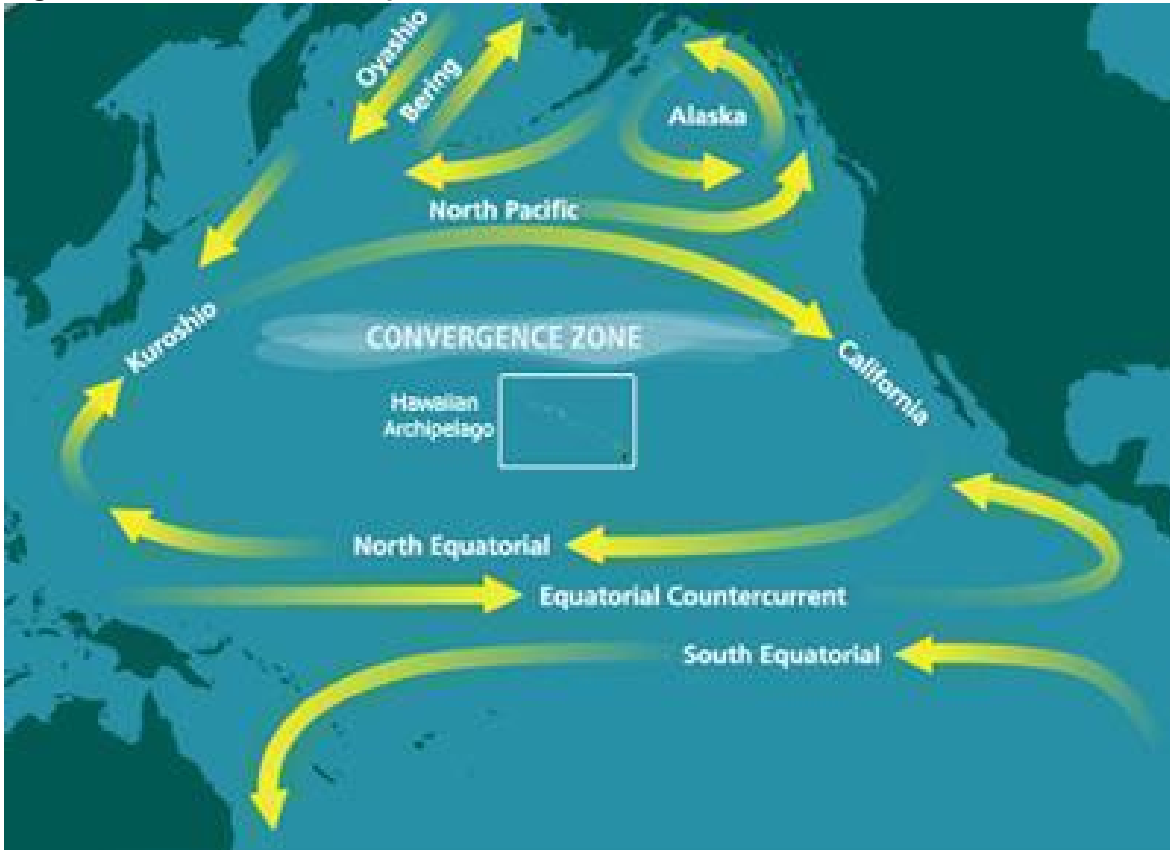 Oyashio
Bering
Alaska
North Pacific
Kuroshio
CONVERGENCE ZONE
California
Hawaiian
Archipelago
North Equatorial
Equatorial Countercurrent
South Equatorial